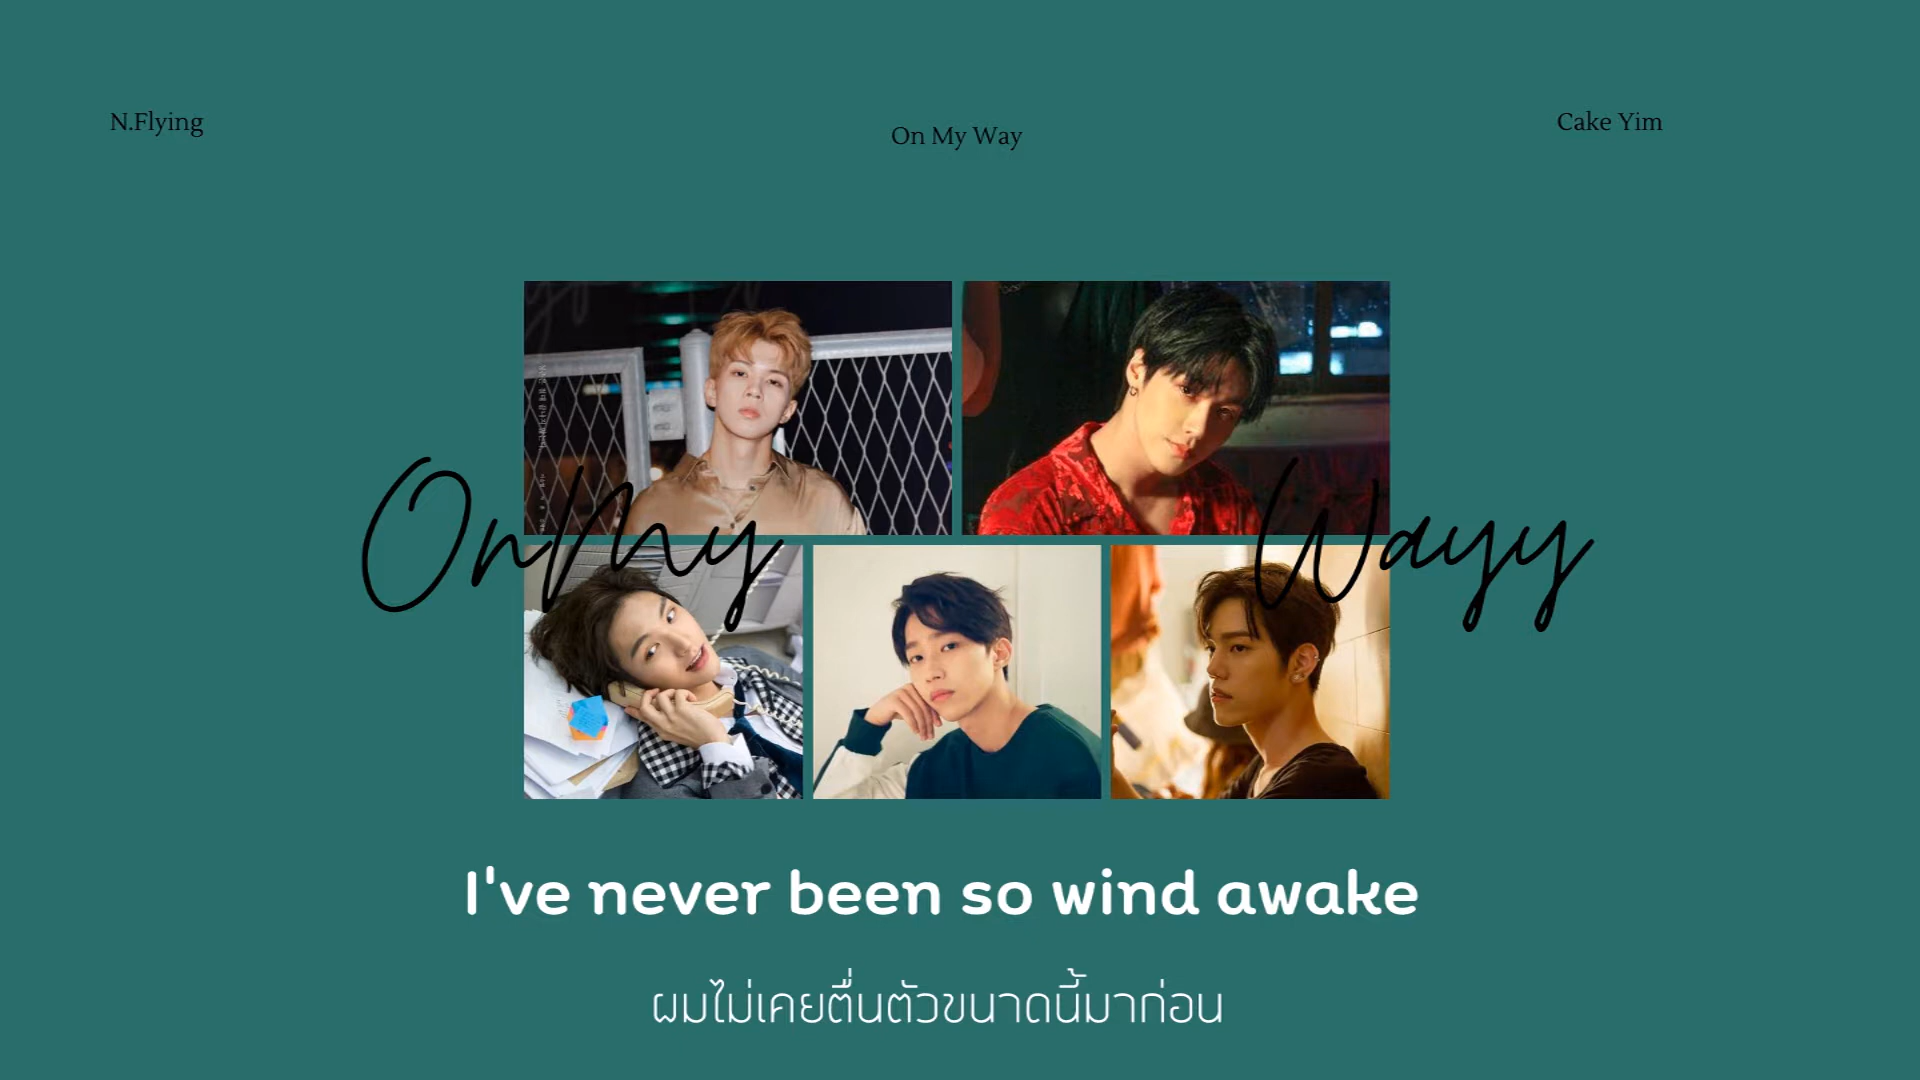 N.Flying
On My Way
Cake Yim
On My Wayy
I've never been so wind awake
ผมไม่เคยตื่นตัวขนาดนี้มาก่อน